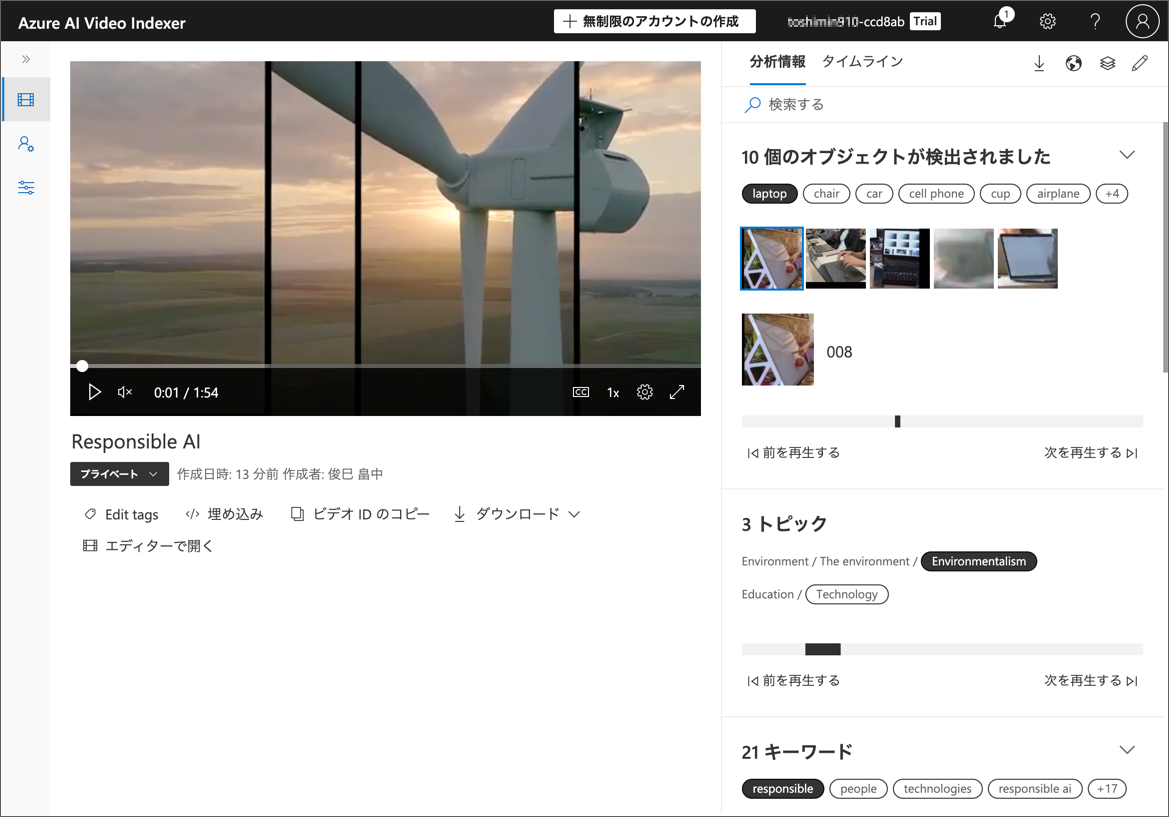 Azure AI Video Indexer
無制限のアカウントの作成
910-ccd8ab Trial
1
分析情報 タイムライン
検索する
10 個のオブジェクトが検出されました
laptop chair car cell phone cup airplane +4
008
前を再生する 次を再生する
0:01 / 1:54 CC 1x
Responsible AI
プライベート 作成日時: 13 分前 作成者: 俊巳 畠中
Edit tags 埋め込み ビデオ ID のコピー ダウンロード
エディターで開く
3 トピック
Environment / The environment / Environmentalism
Education / Technology
前を再生する 次を再生する
21 キーワード
responsible people technologies responsible ai +17